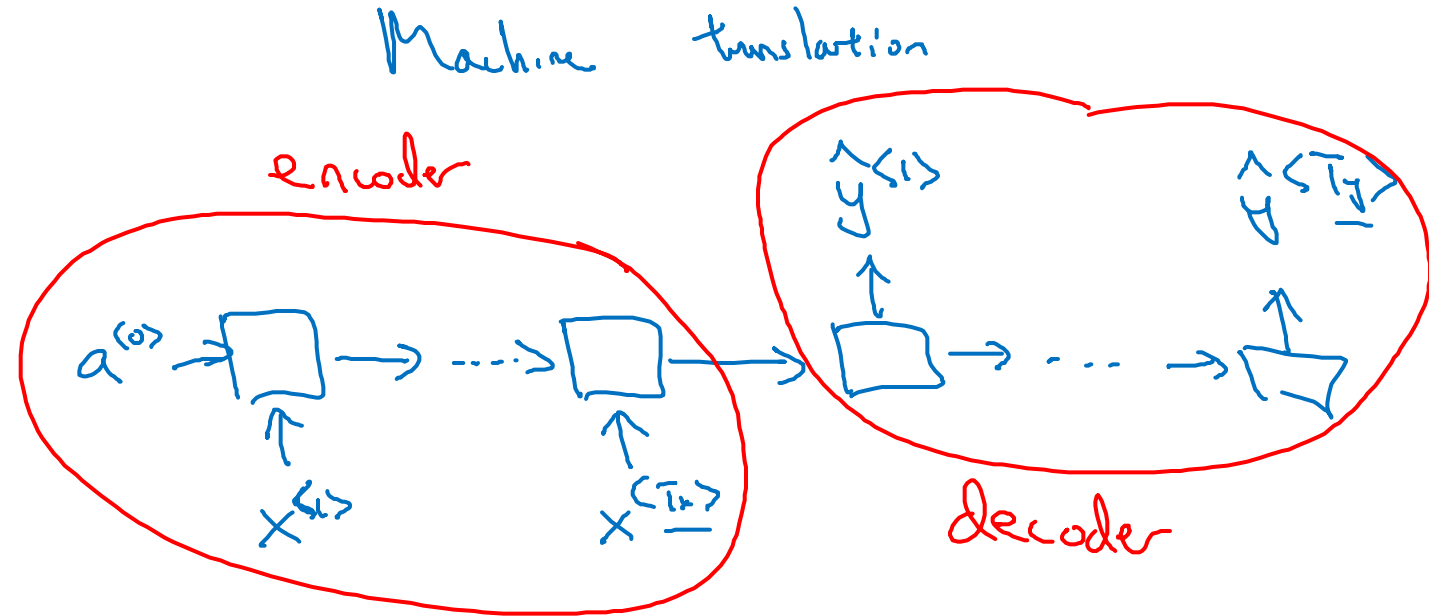 Machine translation
encoder
ŷ<1> ŷ<Ty>
a<0>
x<1> x<Tx>
decoder